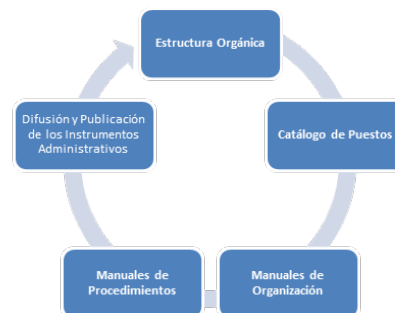 Estructura Orgánica
Catálogo de Puestos
Manuales de
Organización
Manuales de
Procedimientos
Difusión y Publicación
de los Instrumentos
Administrativos